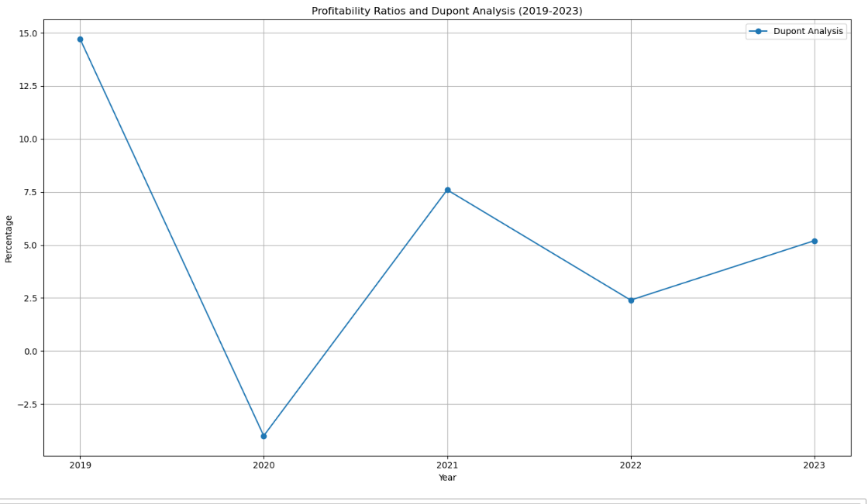 Profitability Ratios and Dupont Analysis (2019-2023)
Dupont Analysis
15.0
12.5
10.0
7.5
5.0
2.5
0.0
−2.5
Percentage
2019 2020 2021 2022 2023
Year